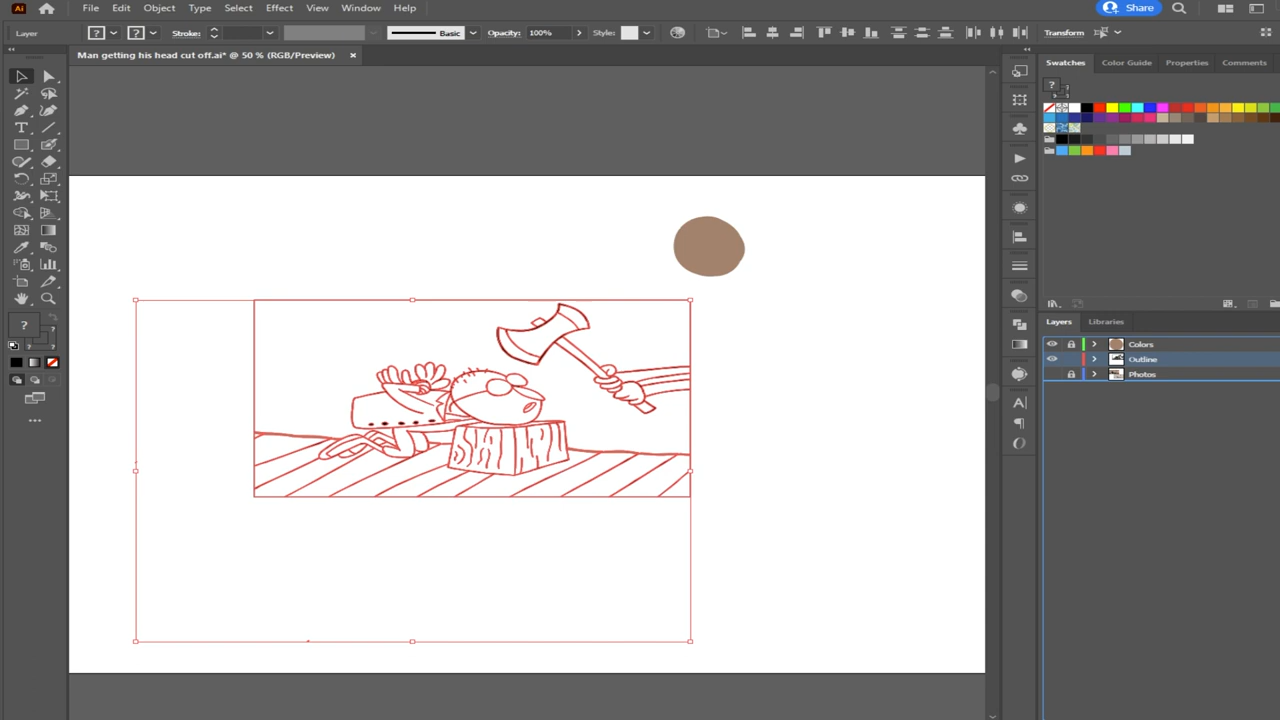 Ai File Edit Object Type Select Effect View Window Help Share
Layer ? ? Stroke: Basic Opacity: 100% Style: Transform
Man getting his head cut off.ai* @ 50 % (RGB/Preview) ×
Swatches Color Guide Properties Comments
?
T
?
Layers Libraries
Colors
Outline
Photos
A